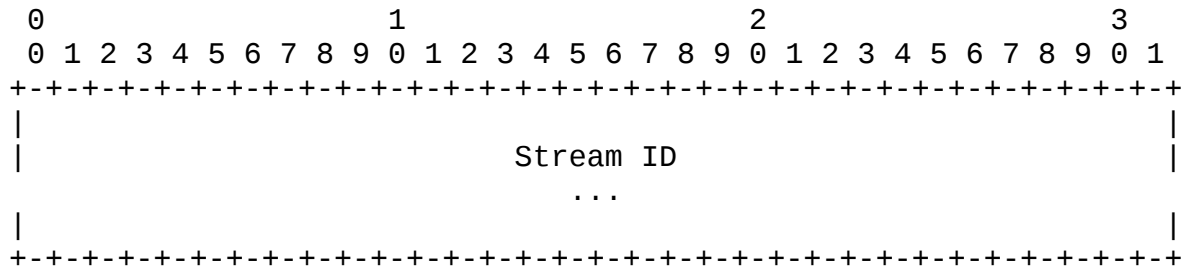 0                   1                   2                   3
 0 1 2 3 4 5 6 7 8 9 0 1 2 3 4 5 6 7 8 9 0 1 2 3 4 5 6 7 8 9 0 1
+-+-+-+-+-+-+-+-+-+-+-+-+-+-+-+-+-+-+-+-+-+-+-+-+-+-+-+-+-+-+-+-+
|                                                               |
|                           Stream ID                           |
                               ...
|                                                               |
+-+-+-+-+-+-+-+-+-+-+-+-+-+-+-+-+-+-+-+-+-+-+-+-+-+-+-+-+-+-+-+-+